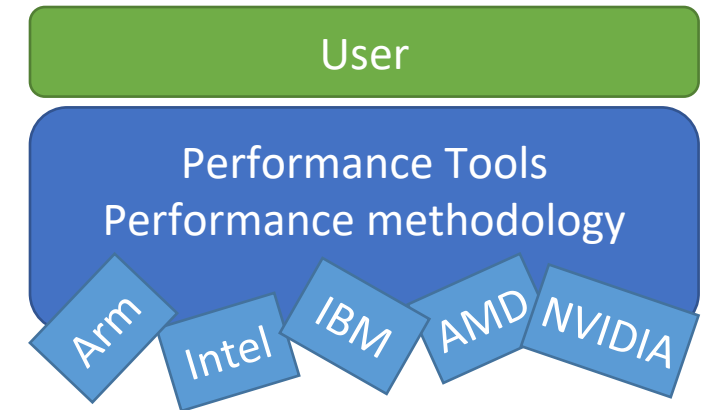 User
Performance Tools
Performance methodology
Arm
Intel
IBM
AMD
NVIDIA